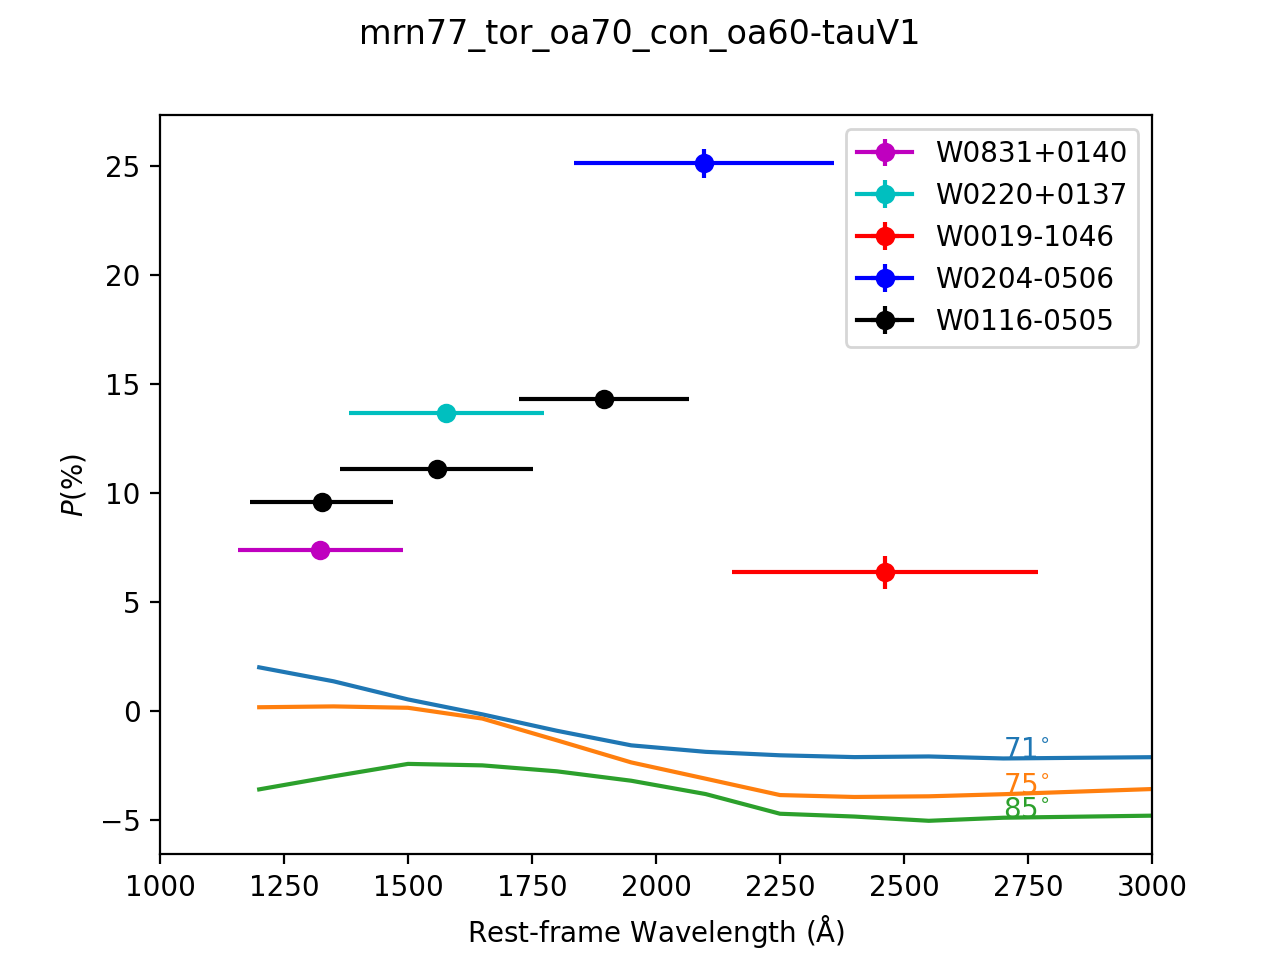 mrn77_tor_oa70_con_oa60-tauV1
W0831+0140
W0220+0137
W0019-1046
W0204-0506
W0116-0505
25
20
15
10
5
0
−5
P(%)
71°
75°
85°
1000 1250 1500 1750 2000 2250 2500 2750 3000
Rest-frame Wavelength (Å)